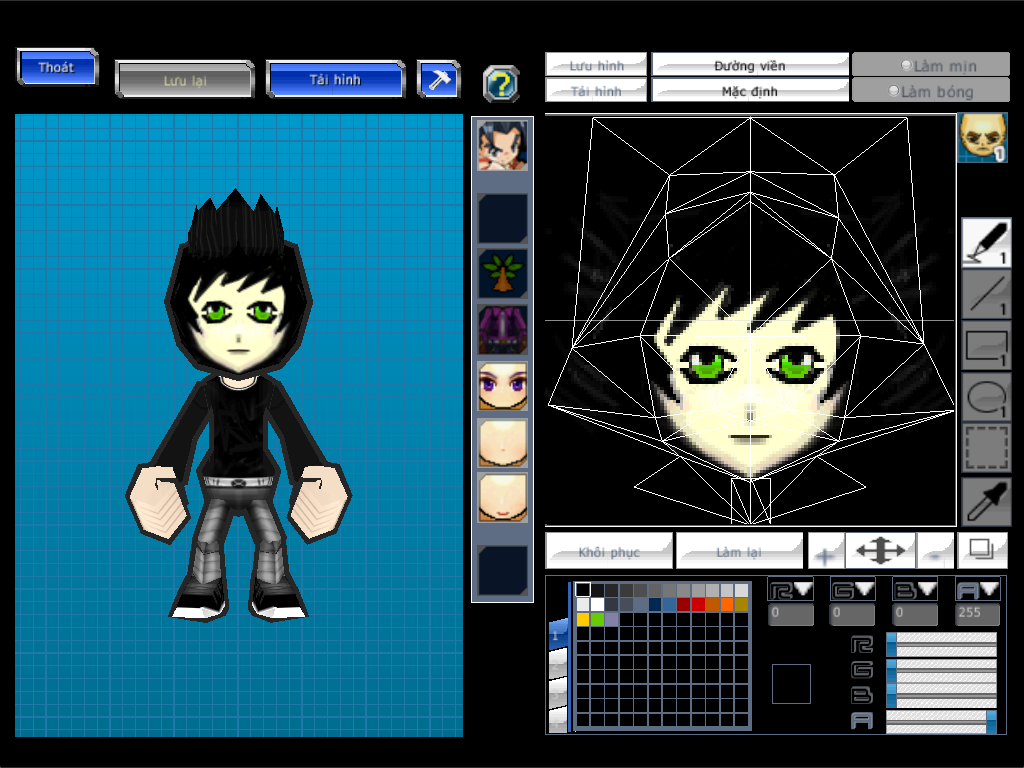 Thoát
Lưu lại
Tải hình
?
Lưu hình
Đường viền
Làm mịn
Tải hình
Mặc định
Làm bóng
1
1
1
1
1
Khôi phục
Làm lại
+
-
R
G
B
A
0
0
0
255
1
R
G
B
A